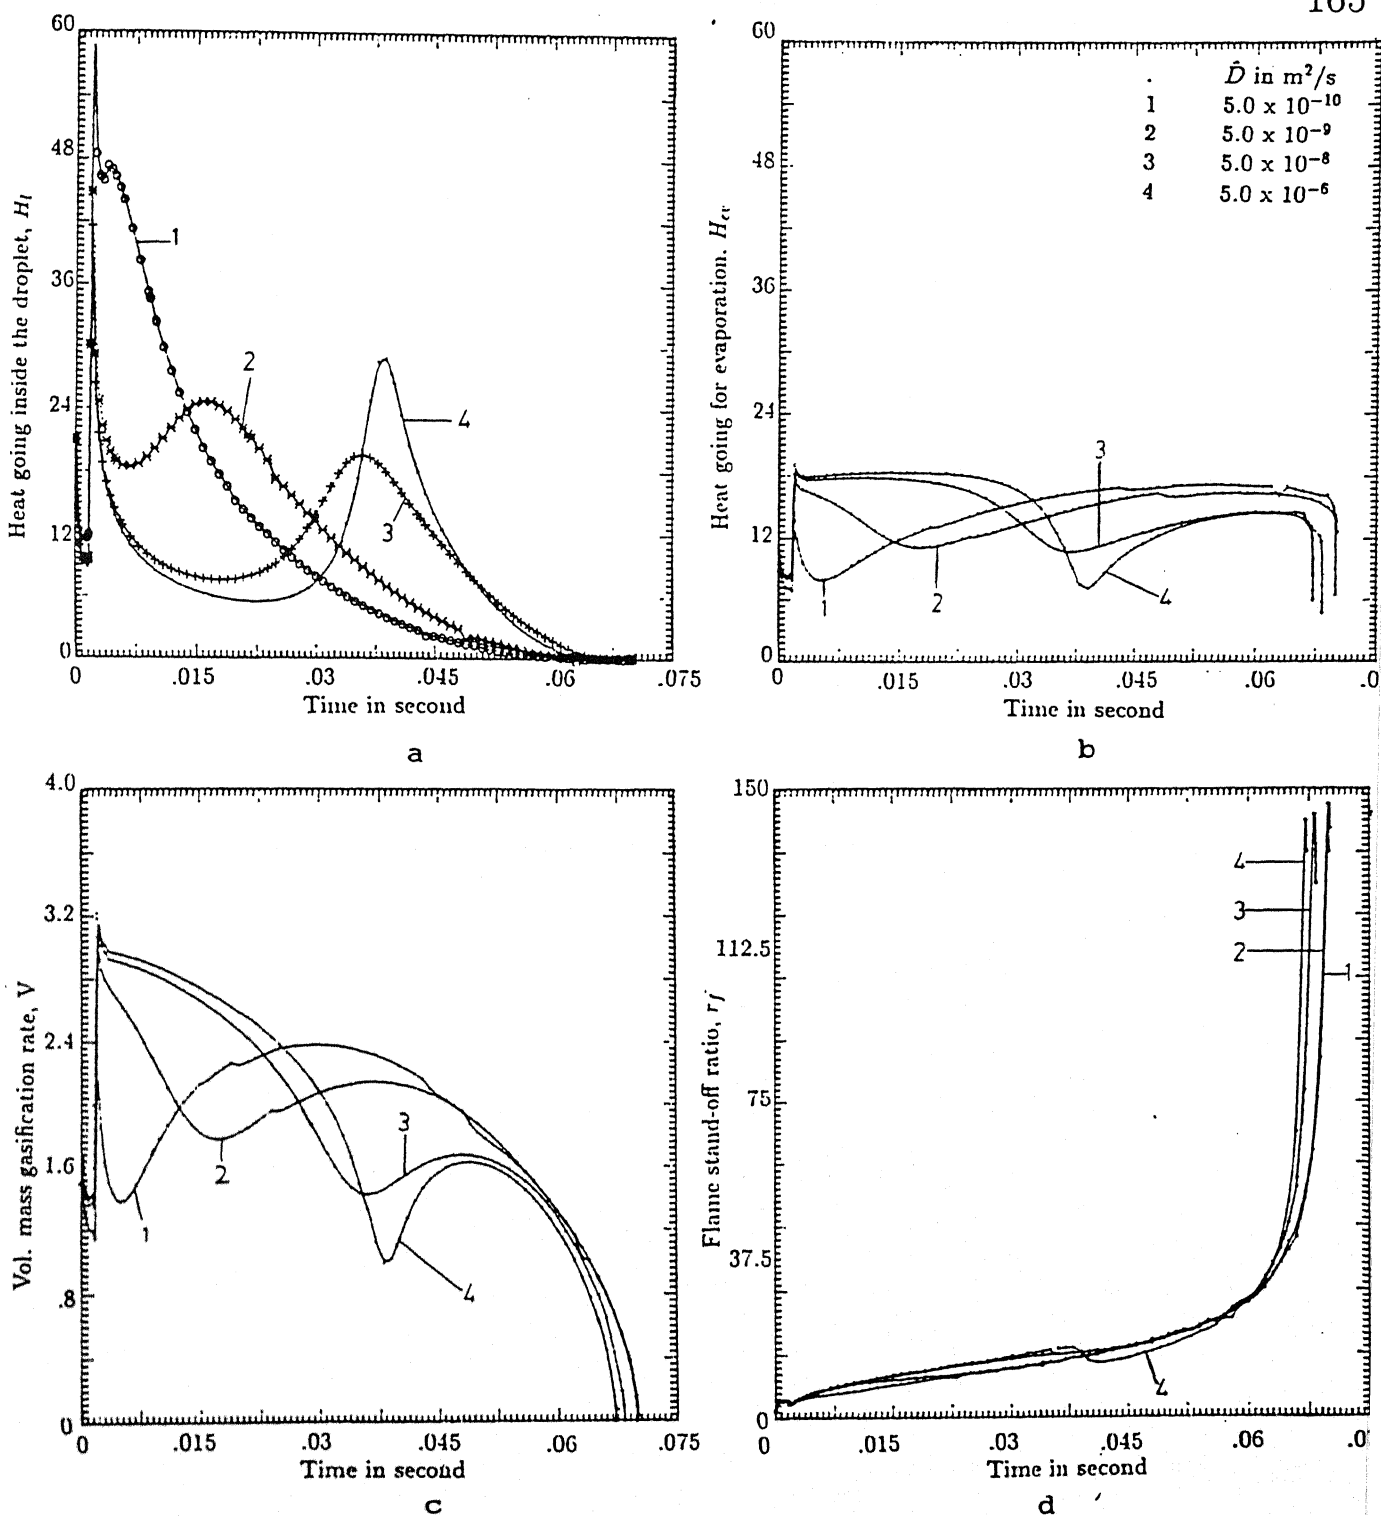 165
60
48
36
24
12
0
Heat going inside the droplet, H_l
1
2
3
4
0 .015 .03 .045 .06 .075
Time in second
a
60
48
36
24
12
0
Heat going for evaporation. H_ev
. D̂ in m²/s
1 5.0 x 10⁻¹⁰
2 5.0 x 10⁻⁹
3 5.0 x 10⁻⁸
4 5.0 x 10⁻⁶
3
1
2
4
0 .015 .03 .045 .06 .0
Time in second
b
4.0
3.2
2.4
1.6
.8
0
Vol. mass gasification rate, V
3
2
1
4
0 .015 .03 .045 .06 .075
Time in second
c
150
112.5
75
37.5
0
Flame stand-off ratio, r_f
4
3
2
1
4
0 .015 .03 .045 .06 .0
Time in second
d